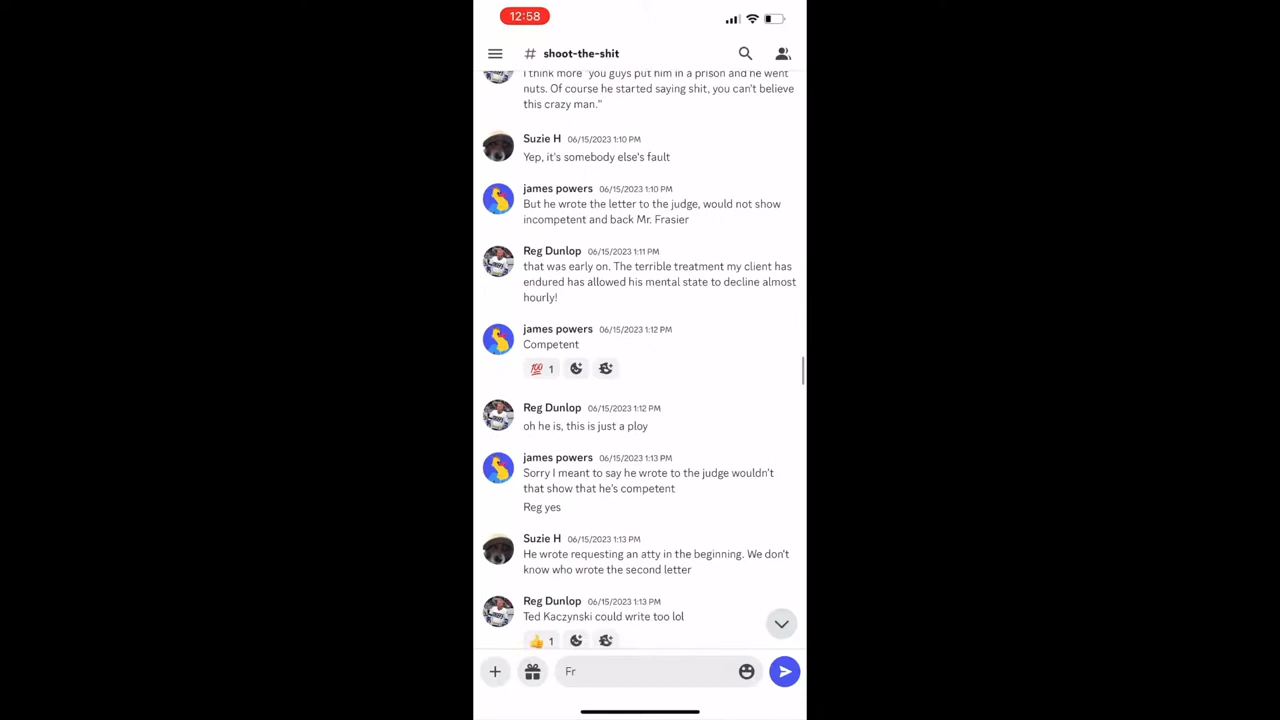 12:58
# shoot-the-shit
I think more "you guys put him in a prison and he went
nuts. Of course he started saying shit, you can't believe
this crazy man."
Suzie H 06/15/2023 1:10 PM
Yep, it's somebody else's fault
james powers 06/15/2023 1:10 PM
But he wrote the letter to the judge, would not show
incompetent and back Mr. Frasier
Reg Dunlop 06/15/2023 1:11 PM
that was early on. The terrible treatment my client has
endured has allowed his mental state to decline almost
hourly!
james powers 06/15/2023 1:12 PM
Competent
💯 1
Reg Dunlop 06/15/2023 1:12 PM
oh he is, this is just a ploy
james powers 06/15/2023 1:13 PM
Sorry I meant to say he wrote to the judge wouldn't
that show that he's competent
Reg yes
Suzie H 06/15/2023 1:13 PM
He wrote requesting an atty in the beginning. We don't
know who wrote the second letter
Reg Dunlop 06/15/2023 1:13 PM
Ted Kaczynski could write too lol
👍 1
Fr